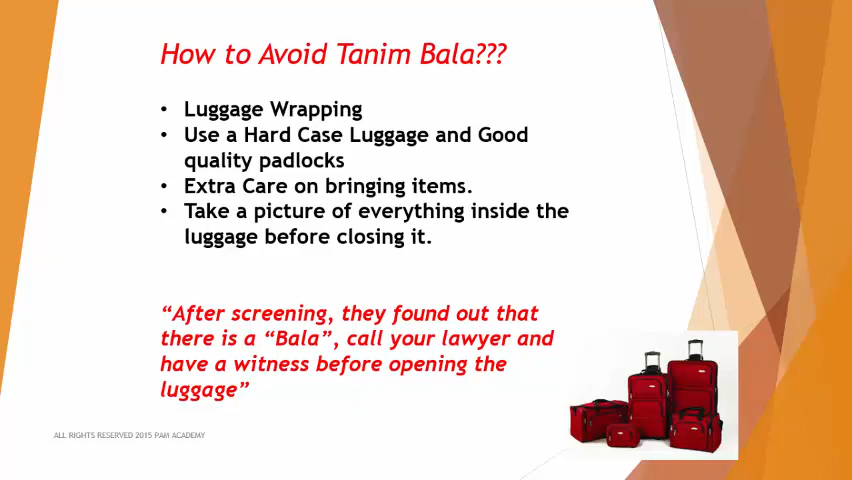 How to Avoid Tanim Bala???
• Luggage Wrapping
• Use a Hard Case Luggage and Good
quality padlocks
• Extra Care on bringing items.
• Take a picture of everything inside the
luggage before closing it.
“After screening, they found out that
there is a “Bala”, call your lawyer and
have a witness before opening the
luggage”
ALL RIGHTS RESERVED 2015 PAM ACADEMY